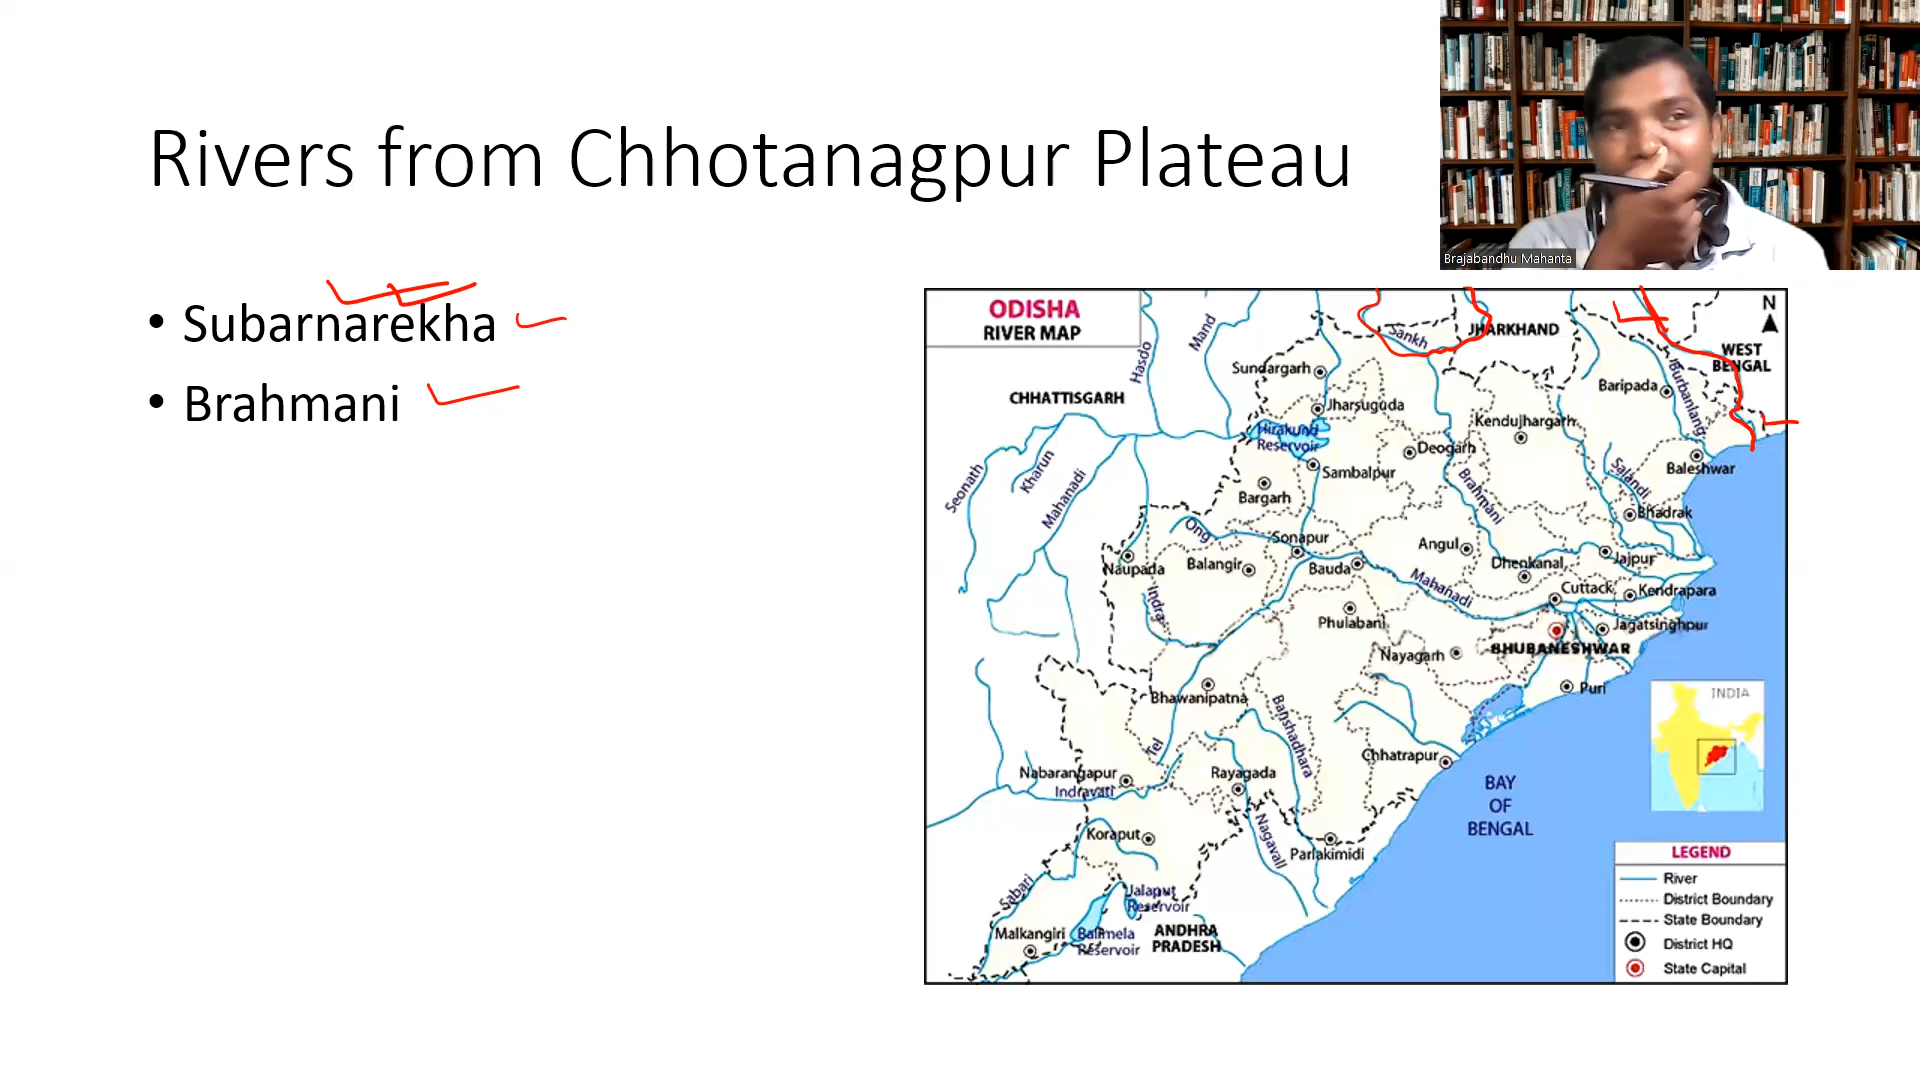 Rivers from Chhotanagpur Plateau
Brajabandhu Mahanta
• Subarnarekha
• Brahmani
ODISHA
RIVER MAP
N
Hasdo
Mand
Sankh
JHARKHAND
WEST
BENGAL
Sundargarh
Baripada
Burbanlang
CHHATTISGARH
Jharsuguda
Kendujhargarh
Hirakund
Reservoir
Deogarh
Baleshwar
Sambalpur
Seonath
Kharun
Mahanadi
Bargarh
Brahmani
Salandi
Bhadrak
Ong
Sonapur
Angul
Naupada
Balangir
Bauda
Dhenkanal
Jajpur
Mahanadi
Cuttack
Kendrapara
Indra
Phulabani
Jagatsinghpur
Nayagarh
BHUBANESHWAR
Puri
INDIA
Bhawanipatna
Banshadhara
Tel
Chhatrapur
Nabarangapur
Rayagada
Indravati
BAY
OF
BENGAL
Koraput
Nagavali
Parlakimidi
LEGEND
River
District Boundary
State Boundary
District HQ
State Capital
Sabari
Jalaput
Reservoir
Malkangiri
Balimela
Reservoir
ANDHRA
PRADESH